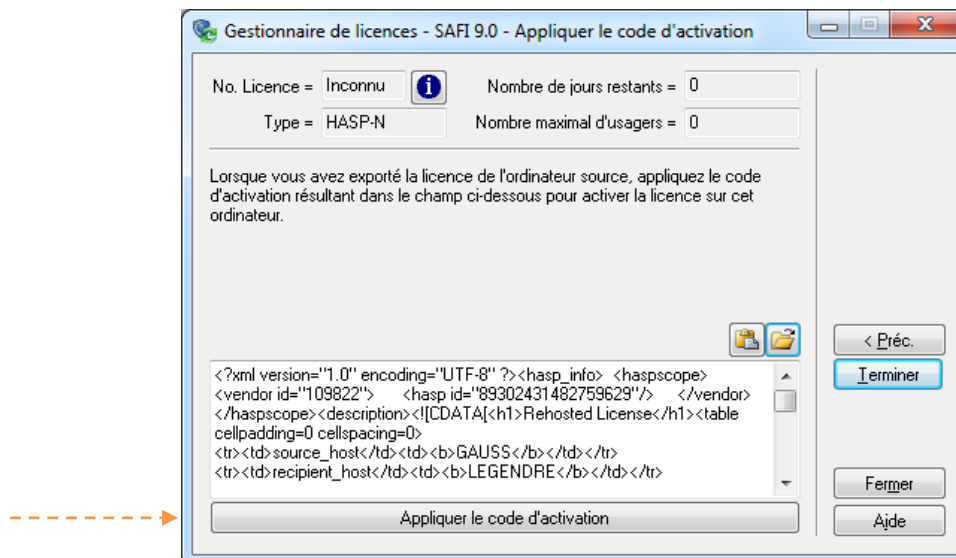 Gestionnaire de licences - SAFI 9.0 - Appliquer le code d'activation
No. Licence = Inconnu
Nombre de jours restants = 0
Type = HASP-N
Nombre maximal d'usagers = 0
Lorsque vous avez exporté la licence de l'ordinateur source, appliquez le code
d'activation résultant dans le champ ci-dessous pour activer la licence sur cet
ordinateur.
< Préc.
Terminer
<?xml version="1.0" encoding="UTF-8" ?><hasp_info> <haspscope>
<vendor id="109822"> <hasp id="89302431482759629"/> </vendor>
</haspscope><description><![CDATA[<h1>Rehosted License</h1><table
cellpadding=0 cellspacing=0>
<tr><td>source_host</td><td><b>GAUSS</b></td></tr>
<tr><td>recipient_host</td><td><b>LEGENDRE</b></td></tr>
Fermer
Appliquer le code d'activation
Aide